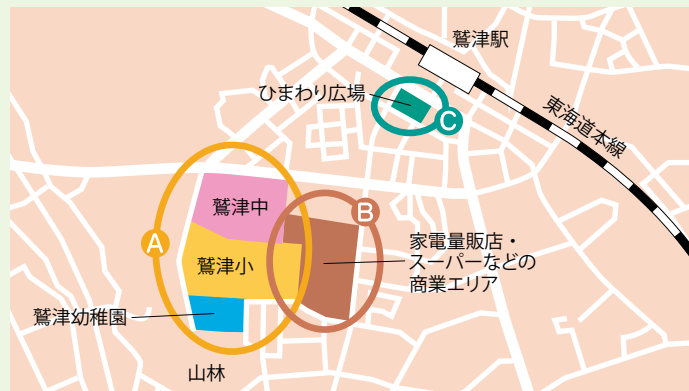 鷲津駅
ひまわり広場
C
東海道本線
鷲津中
B
A
鷲津小
家電量販店・
スーパーなどの
商業エリア
鷲津幼稚園
山林